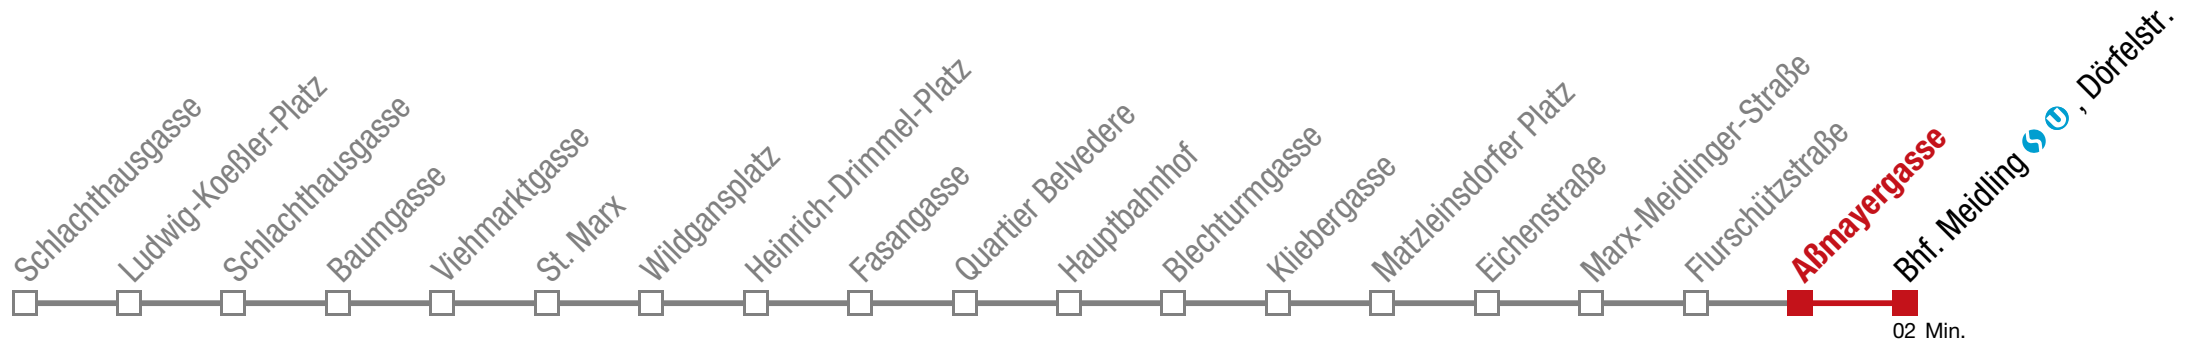 Schlachthausgasse
Ludwig-Koeßler-Platz
Schlachthausgasse
Baumgasse
Viehmarktgasse
St. Marx
Wildgansplatz
Heinrich-Drimmel-Platz
Fasangasse
Quartier Belvedere
Hauptbahnhof
Blechturmgasse
Kliebergasse
Matzleinsdorfer Platz
Eichenstraße
Marx-Meidlinger-Straße
Flurschützstraße
Aßmayergasse
Bhf. Meidling S U , Dörfelstr.
02 Min.